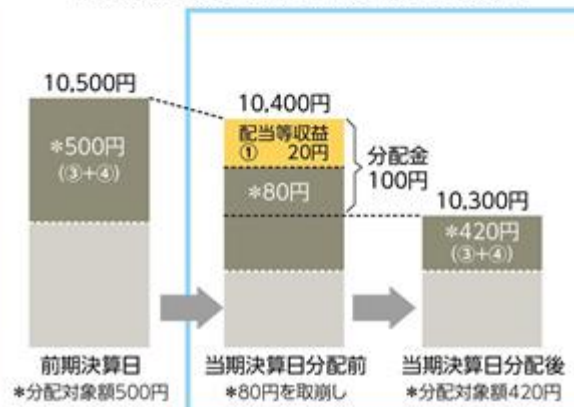 10,500円
*500円
(③+④)
10,400円
配当等収益
① 20円
*80円
分配金
100円
10,300円
*420円
(③+④)
前期決算日
*分配対象額500円
当期決算日分配前
*80円を取崩し
当期決算日分配後
*分配対象額420円